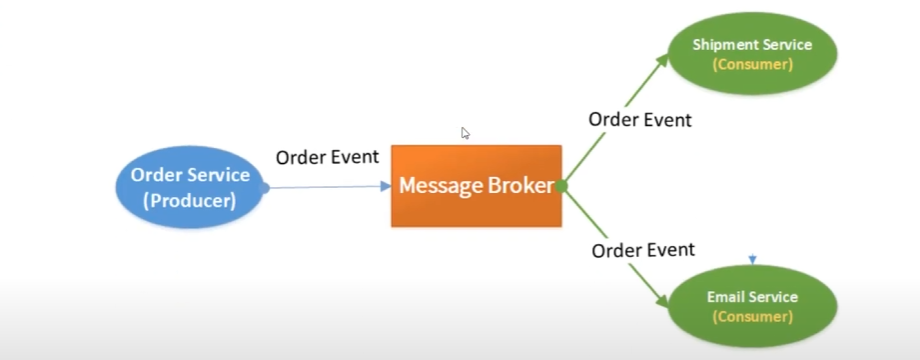 Shipment Service
(Consumer)
Order Event
Order Event
Order Service
(Producer)
Message Broker
Order Event
Email Service
(Consumer)